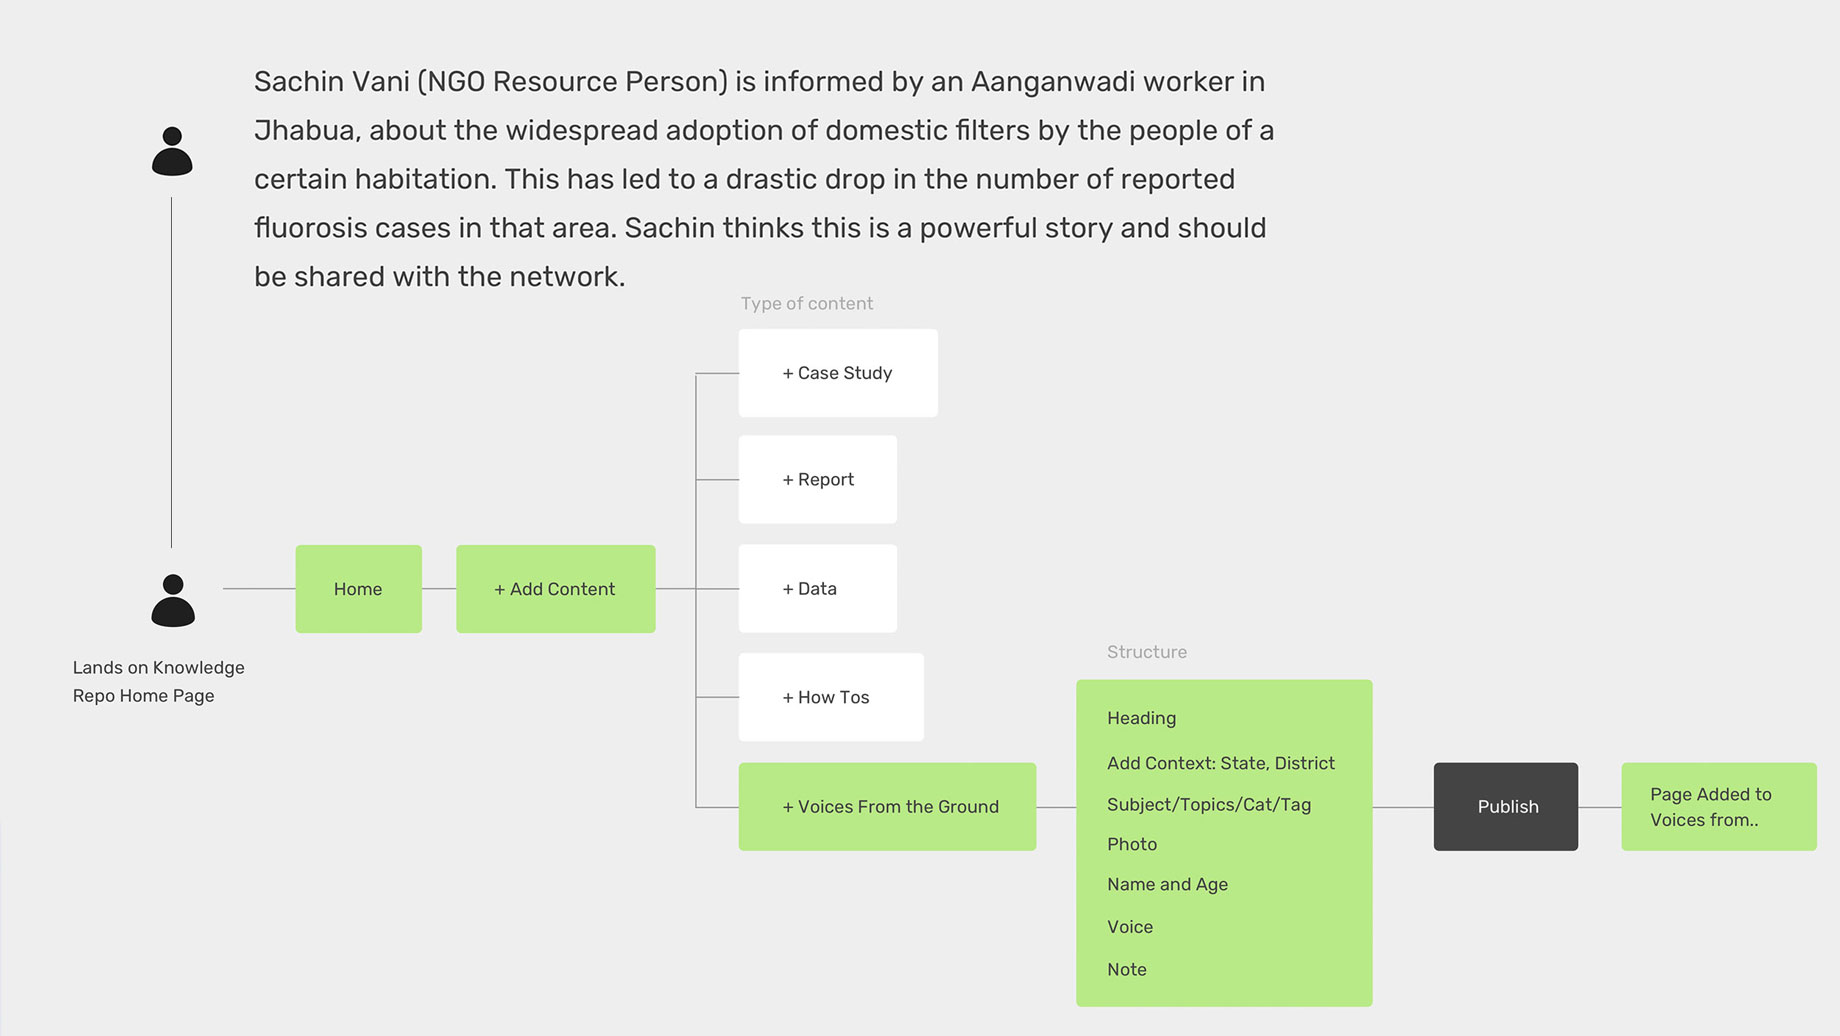 Sachin Vani (NGO Resource Person) is informed by an Aanganwadi worker in
Jhabua, about the widespread adoption of domestic filters by the people of a
certain habitation. This has led to a drastic drop in the number of reported
fluorosis cases in that area. Sachin thinks this is a powerful story and should
be shared with the network.
Type of content
+ Case Study
+ Report
Home
+ Add Content
+ Data
Lands on Knowledge
Repo Home Page
+ How Tos
+ Voices From the Ground
Structure
Heading
Add Context: State, District
Subject/Topics/Cat/Tag
Photo
Name and Age
Voice
Note
Publish
Page Added to
Voices from..